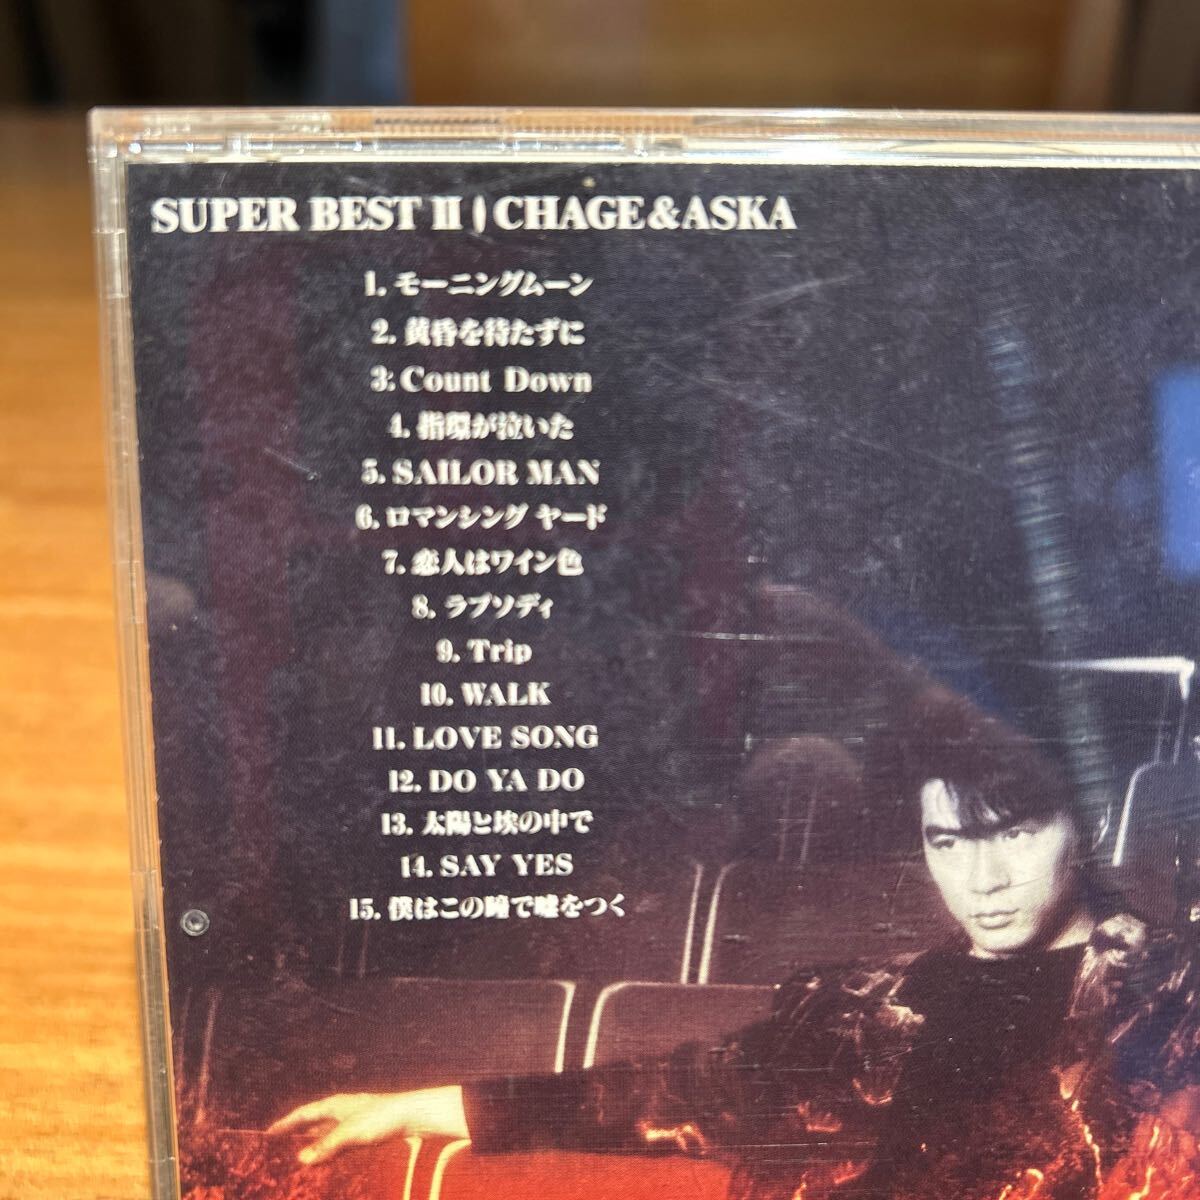 SUPER BEST II | CHAGE&ASKA
1. モーニングムーン
2. 黄昏を待たずに
3. Count Down
4. 指環が泣いた
5. SAILOR MAN
6. ロマンシング ヤード
7. 恋人はワイン色
8. ラプソディ
9. Trip
10. WALK
11. LOVE SONG
12. DO YA DO
13. 太陽と埃の中で
14. SAY YES
15. 僕はこの瞳で嘘をつく